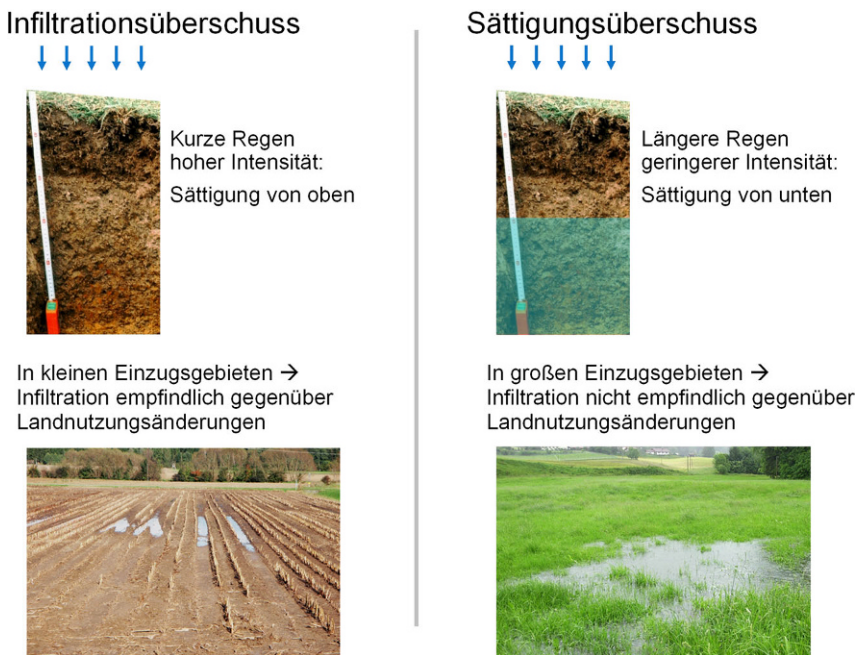 Infiltrationsüberschuss
Kurze Regen
hoher Intensität:
Sättigung von oben
In kleinen Einzugsgebieten →
Infiltration empfindlich gegenüber
Landnutzungsänderungen
Sättigungsüberschuss
Längere Regen
geringerer Intensität:
Sättigung von unten
In großen Einzugsgebieten →
Infiltration nicht empfindlich gegenüber
Landnutzungsänderungen